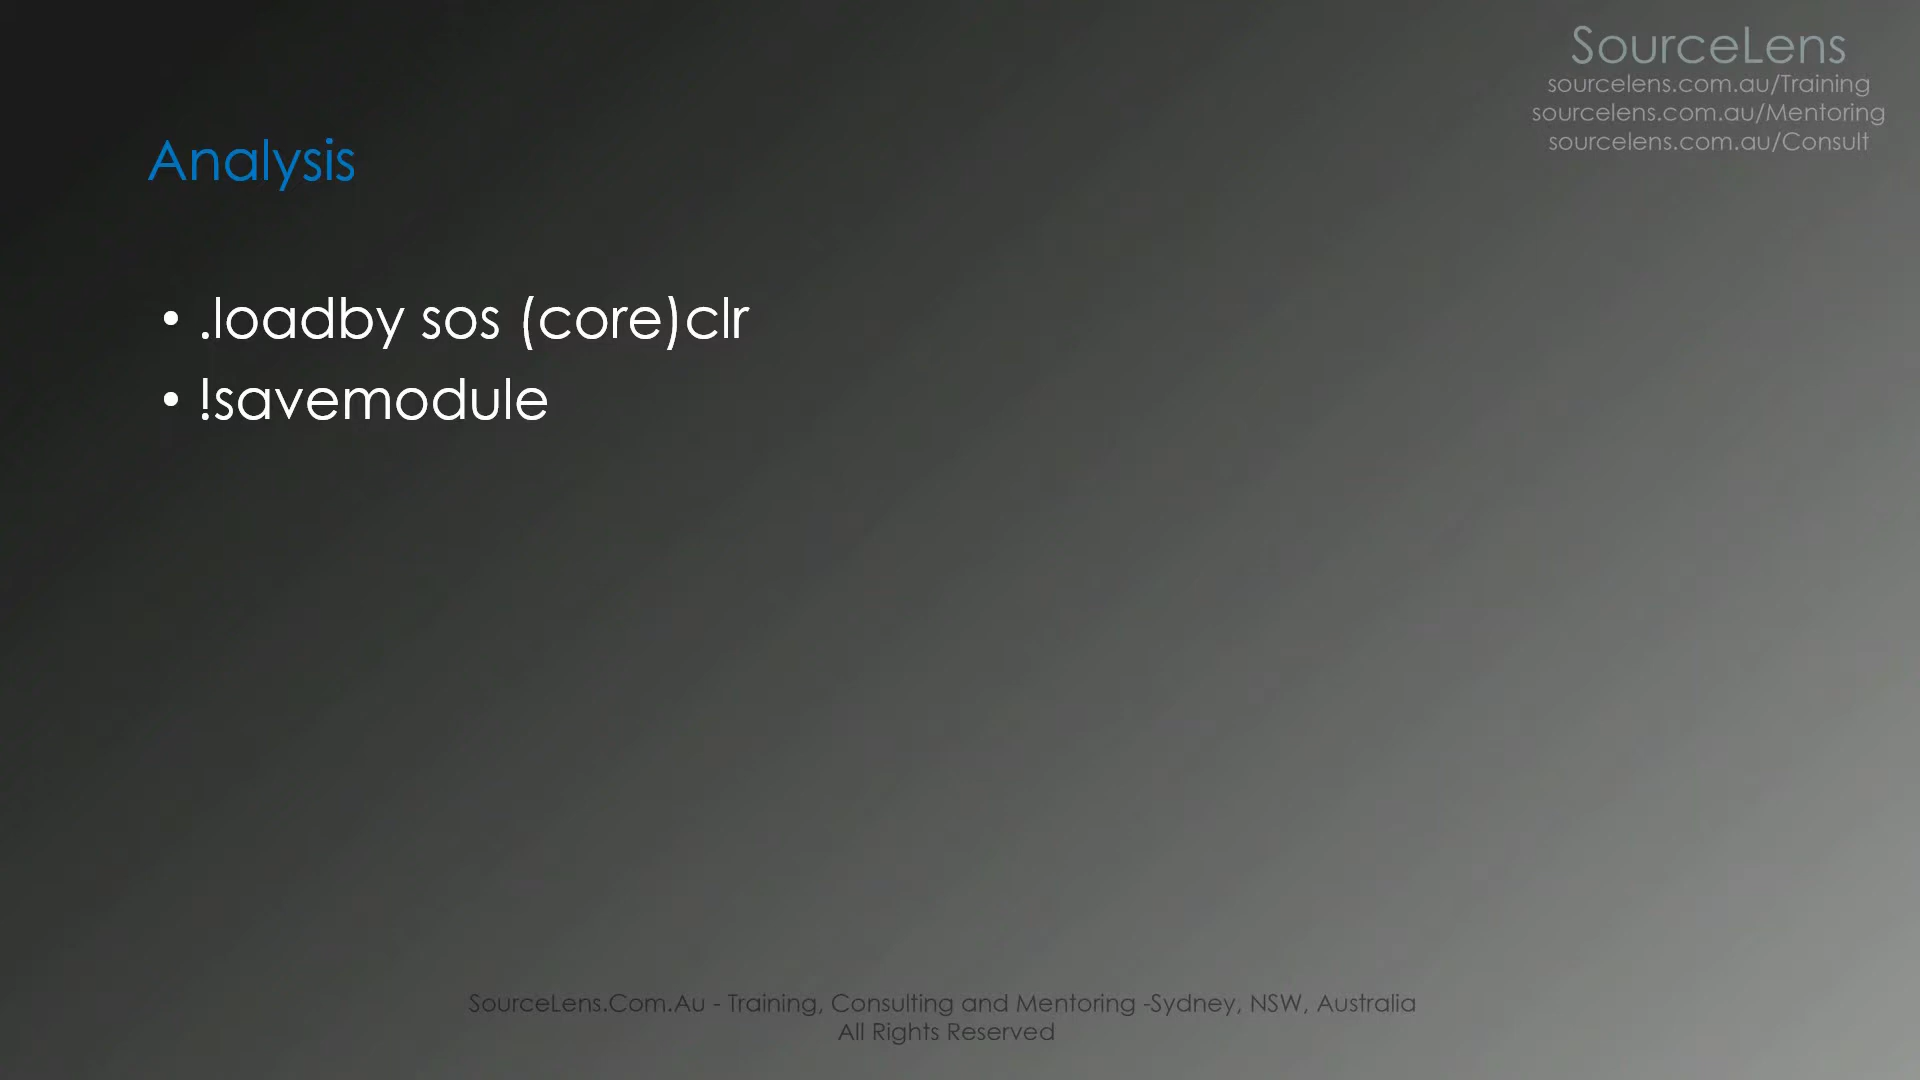 SourceLens
sourcelens.com.au/Training
sourcelens.com.au/Mentoring
sourcelens.com.au/Consult
Analysis
• .loadby sos (core)clr
• !savemodule
SourceLens.Com.Au - Training, Consulting and Mentoring -Sydney, NSW, Australia
All Rights Reserved